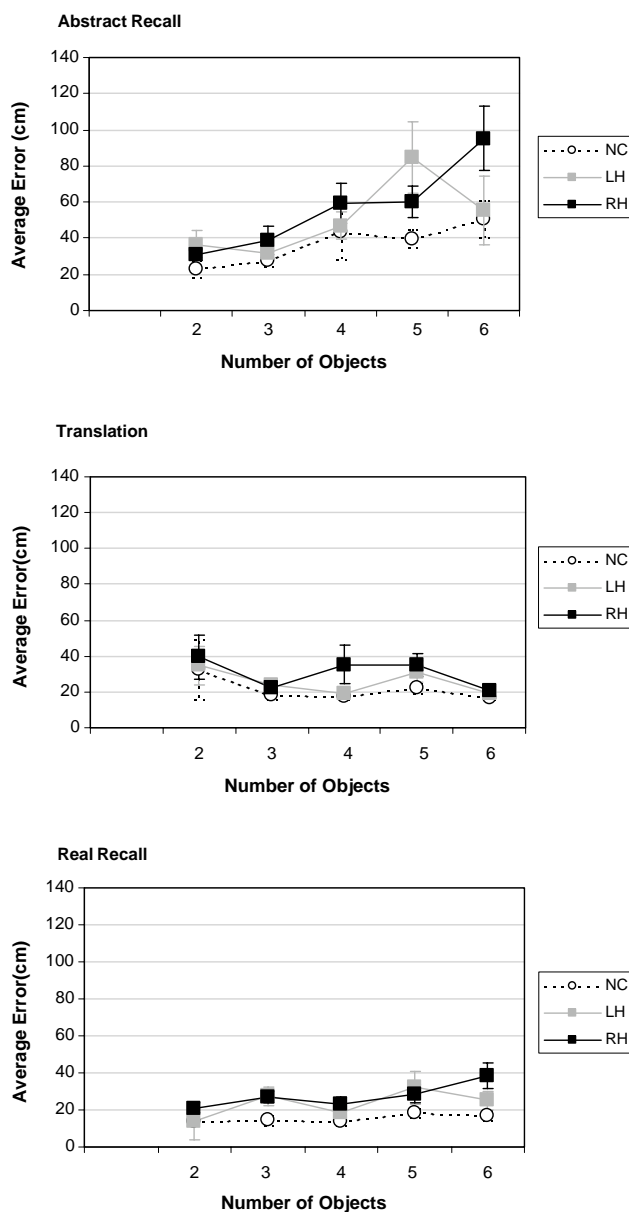 Abstract Recall
140
120
100
80
60
40
20
0
Average Error (cm)
2 3 4 5 6
Number of Objects
NC
LH
RH
Translation
140
120
100
80
60
40
20
0
Average Error(cm)
2 3 4 5 6
Number of Objects
NC
LH
RH
Real Recall
140
120
100
80
60
40
20
0
Average Error(cm)
2 3 4 5 6
Number of Objects
NC
LH
RH